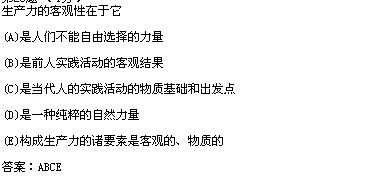 生产力的客观性在于它
(A)是人们不能自由选择的力量
(B)是前人实践活动的客观结果
(C)是当代人的实践活动的物质基础和出发点
(D)是一种纯粹的自然力量
(E)构成生产力的诸要素是客观的、物质的
答案：ABCE